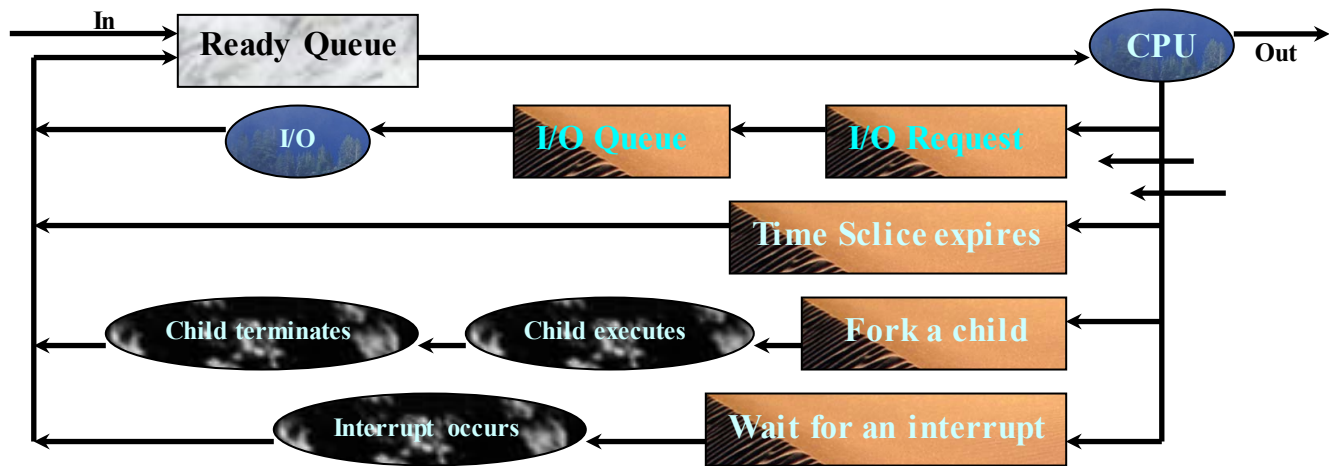 In
Ready Queue
CPU
Out
I/O
I/O Queue
I/O Request
Time Sclice expires
Child terminates
Child executes
Fork a child
Interrupt occurs
Wait for an interrupt